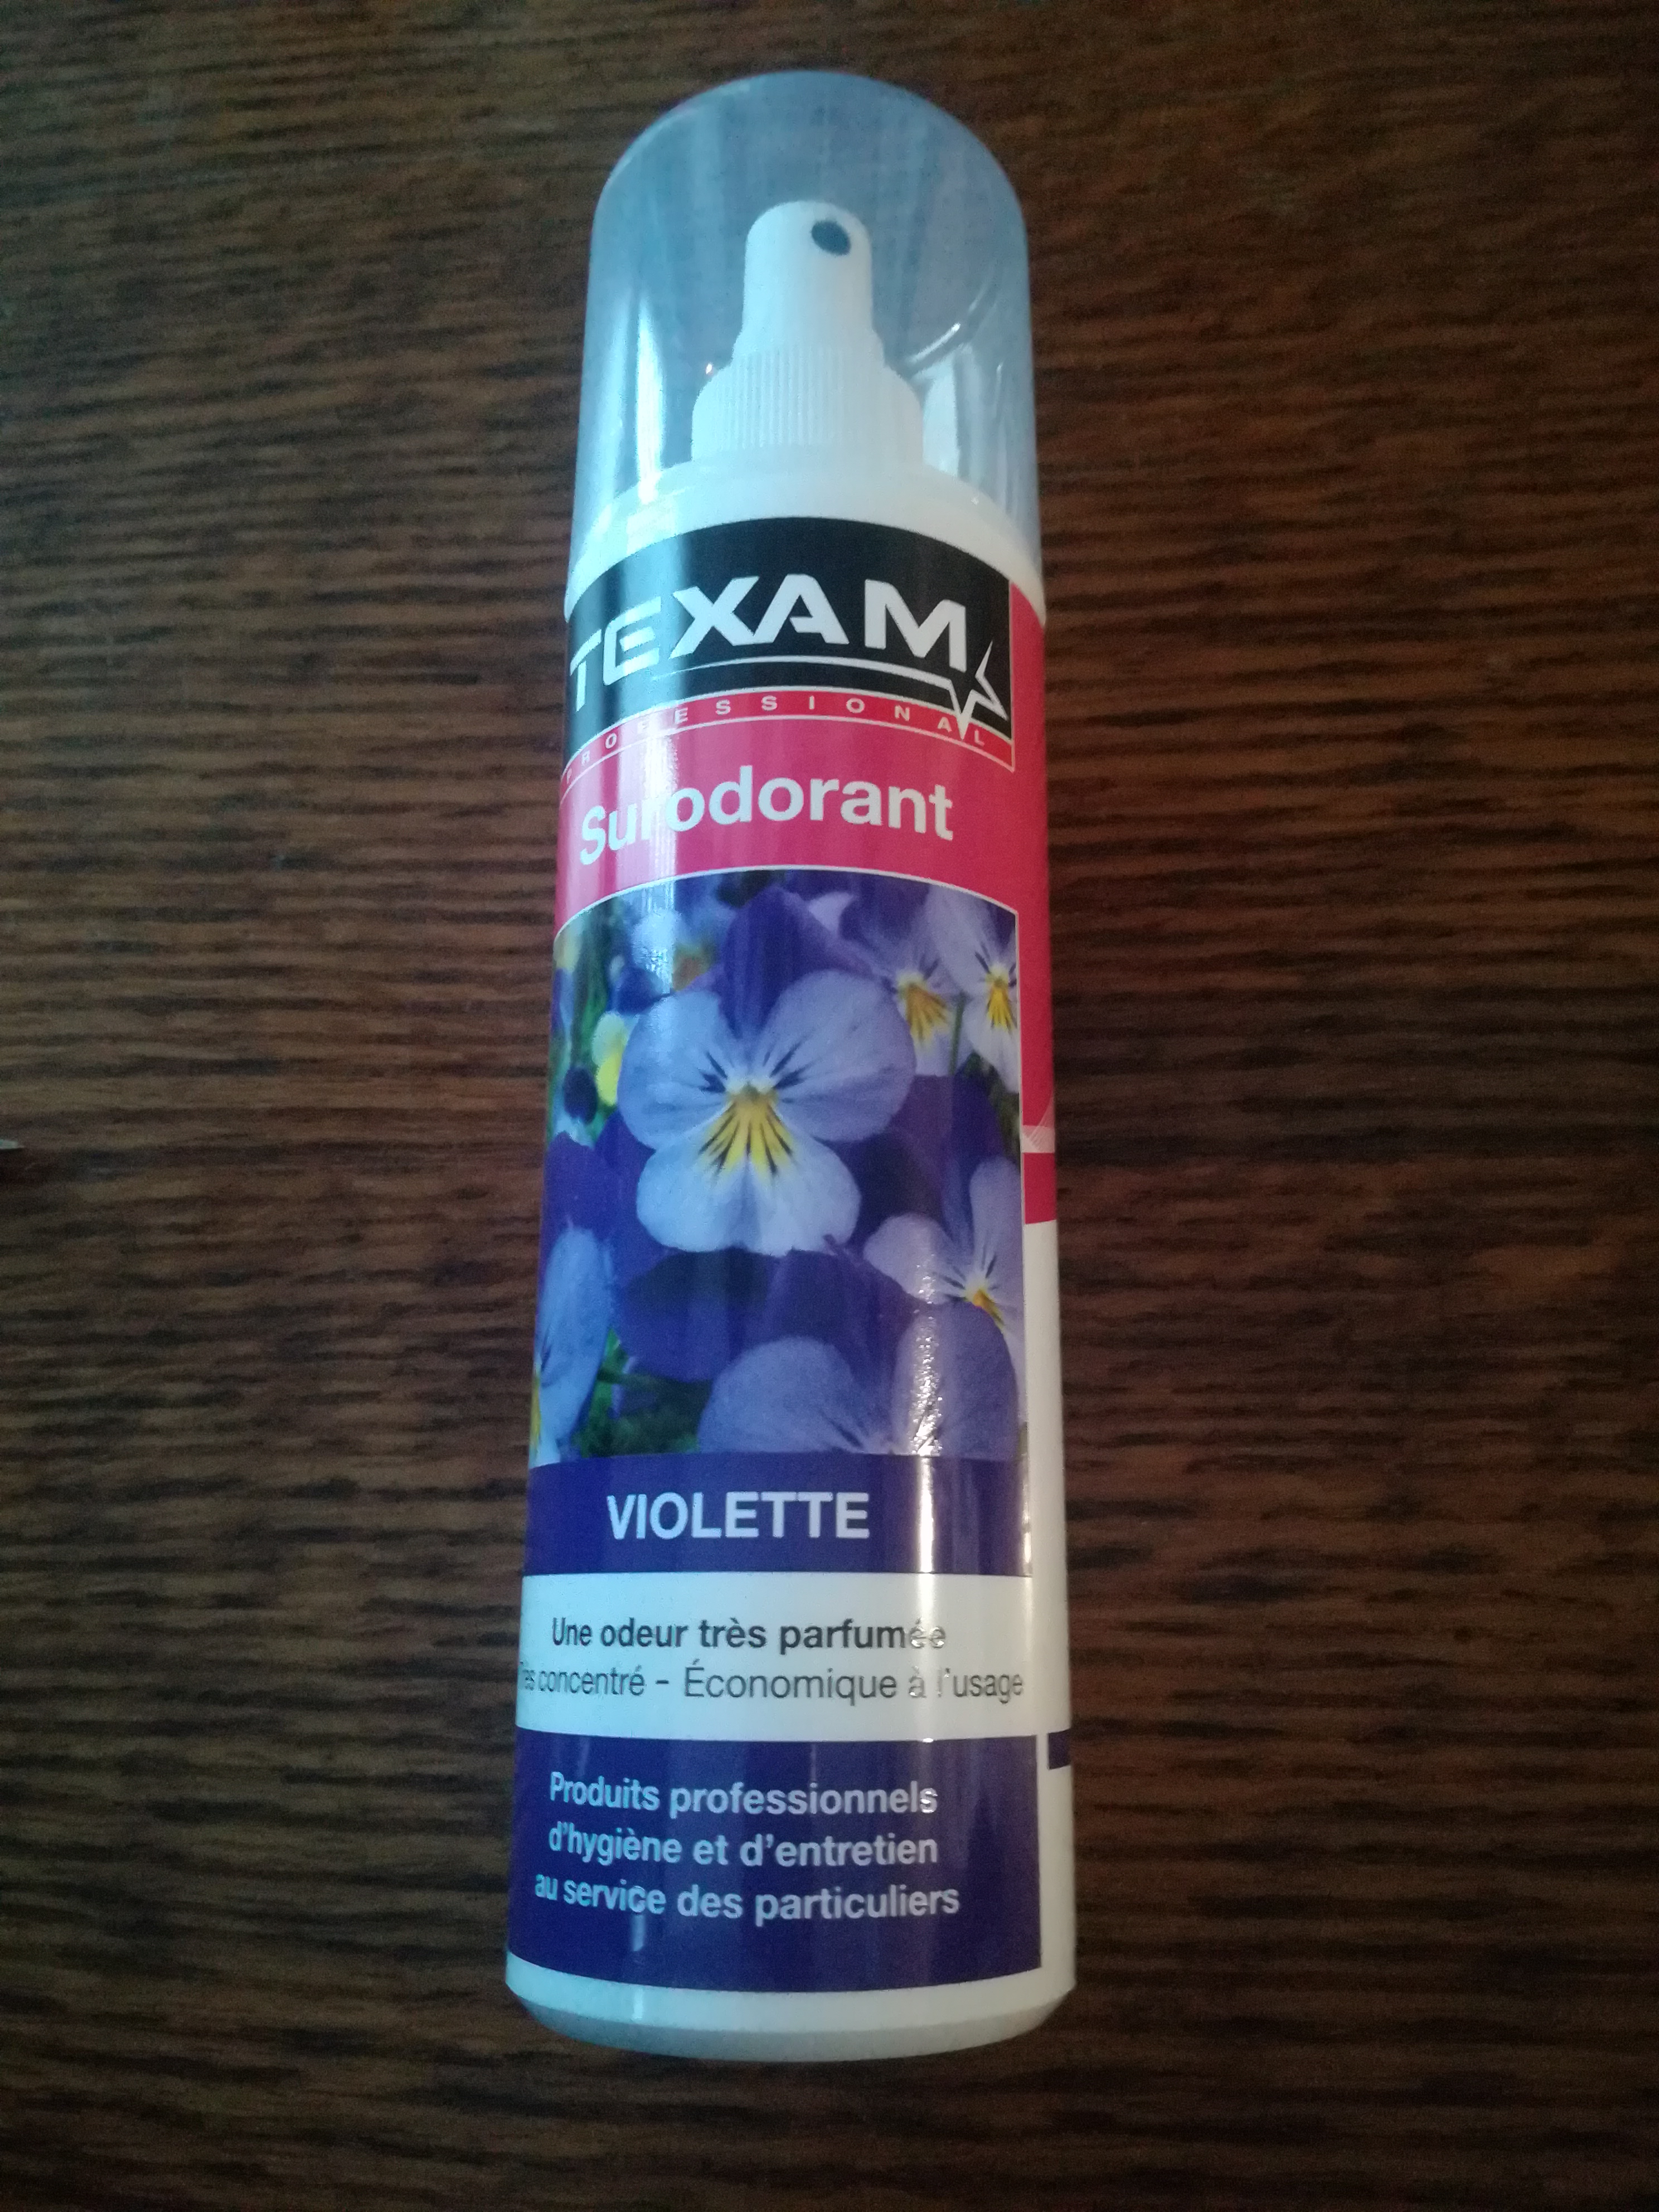 TEXAM
PROFESSIONAL
Surodorant
VIOLETTE
Une odeur très parfumée
Très concentré - Économique à l'usage
Produits professionnels
d'hygiène et d'entretien
au service des particuliers